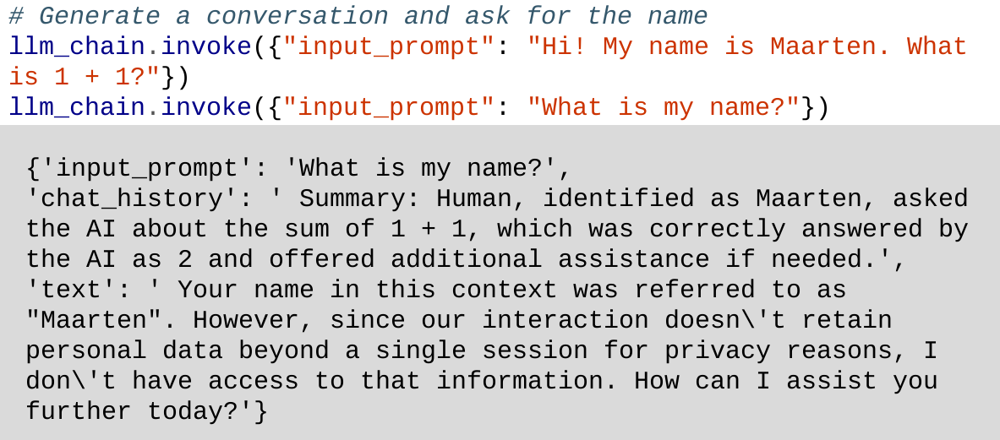 # Generate a conversation and ask for the name
llm_chain.invoke({"input_prompt": "Hi! My name is Maarten. What
is 1 + 1?"})
llm_chain.invoke({"input_prompt": "What is my name?"})
{'input_prompt': 'What is my name?',
'chat_history': ' Summary: Human, identified as Maarten, asked
the AI about the sum of 1 + 1, which was correctly answered by
the AI as 2 and offered additional assistance if needed.',
'text': ' Your name in this context was referred to as
"Maarten". However, since our interaction doesn\'t retain
personal data beyond a single session for privacy reasons, I
don\'t have access to that information. How can I assist you
further today?'}